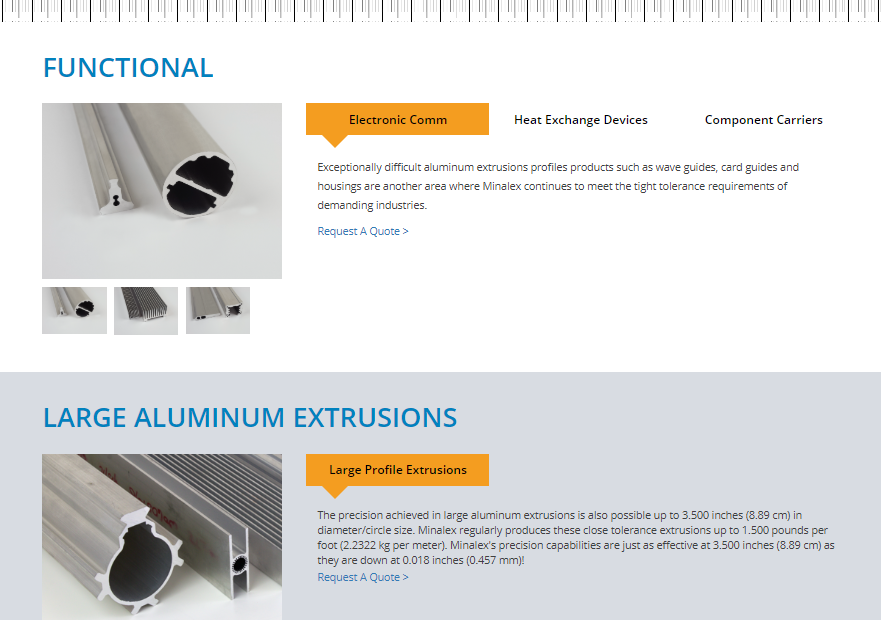 FUNCTIONAL
Electronic Comm
Heat Exchange Devices
Component Carriers
Exceptionally difficult aluminum extrusions profiles products such as wave guides, card guides and
housings are another area where Minalex continues to meet the tight tolerance requirements of
demanding industries.
Request A Quote >
LARGE ALUMINUM EXTRUSIONS
Large Profile Extrusions
The precision achieved in large aluminum extrusions is also possible up to 3.500 inches (8.89 cm) in
diameter/circle size. Minalex regularly produces these close tolerance extrusions up to 1.500 pounds per
foot (2.2322 kg per meter). Minalex's precision capabilities are just as effective at 3.500 inches (8.89 cm) as
they are down at 0.018 inches (0.457 mm)!
Request A Quote >